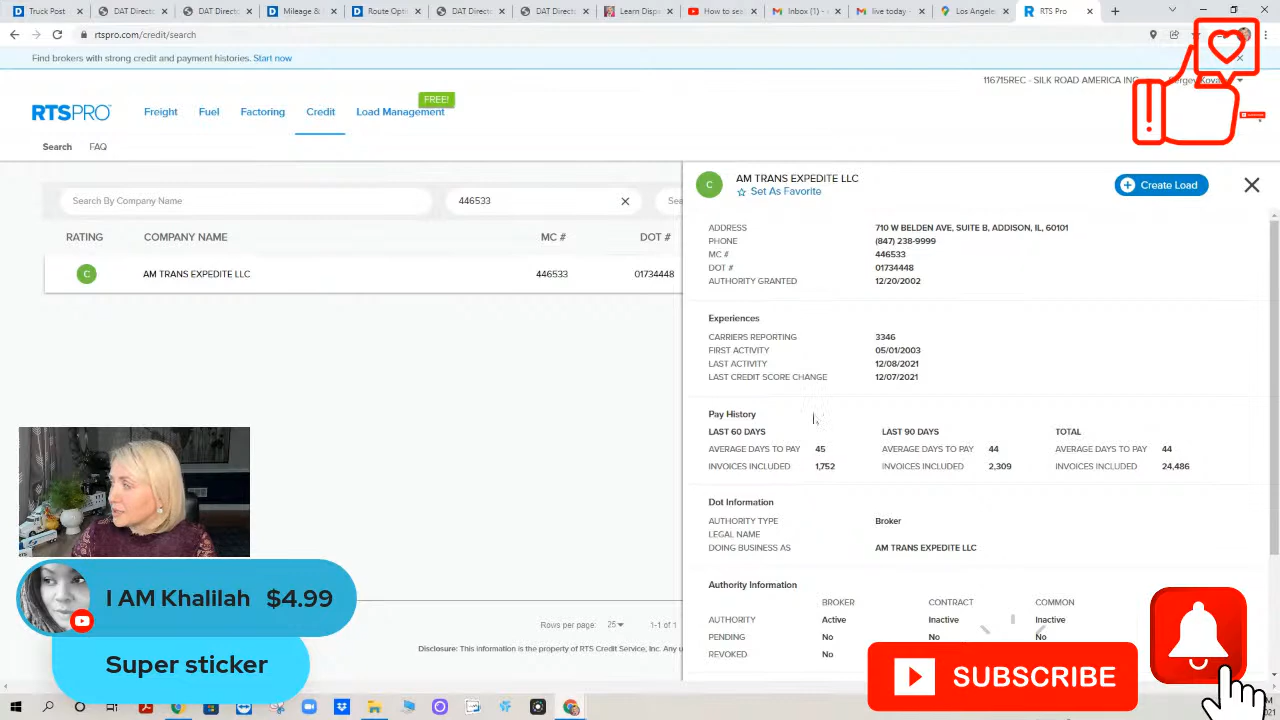 Truck Post
DAT Direct
Mileage &
Route Opti
DAT Direct
DAT Direct
Learn Disp
How to se
Inbox (1)
live today -
Los Angele
RTS Pro
rtspro.com/credit/search
Find brokers with strong credit and payment histories. Start now
116715REC - SILK ROAD AMERICA INC
RTSPRO
Freight Fuel Factoring Credit Load Management
FREE!
Search FAQ
Search By Company Name 446533
RATING COMPANY NAME MC # DOT #
C AM TRANS EXPEDITE LLC 446533 01734448
C AM TRANS EXPEDITE LLC
Set As Favorite
Create Load
ADDRESS 710 W BELDEN AVE, SUITE B, ADDISON, IL, 60101
PHONE (847) 238-9999
MC # 446533
DOT # 01734448
AUTHORITY GRANTED 12/20/2002
Experiences
CARRIERS REPORTING 3346
FIRST ACTIVITY 05/01/2003
LAST ACTIVITY 12/08/2021
LAST CREDIT SCORE CHANGE 12/07/2021
Pay History
LAST 60 DAYS LAST 90 DAYS TOTAL
AVERAGE DAYS TO PAY 45 AVERAGE DAYS TO PAY 44 AVERAGE DAYS TO PAY 44
INVOICES INCLUDED 1,752 INVOICES INCLUDED 2,309 INVOICES INCLUDED 24,486
Dot Information
AUTHORITY TYPE Broker
LEGAL NAME
DOING BUSINESS AS AM TRANS EXPEDITE LLC
Authority Information
BROKER CONTRACT COMMON
AUTHORITY Active Inactive Inactive
PENDING No No No
REVOKED No
I AM Khalilah $4.99
Super sticker
Rows per page: 25 1-1 of 1
Disclosure: This information is the property of RTS Credit Service, Inc. Any u
SUBSCRIBE